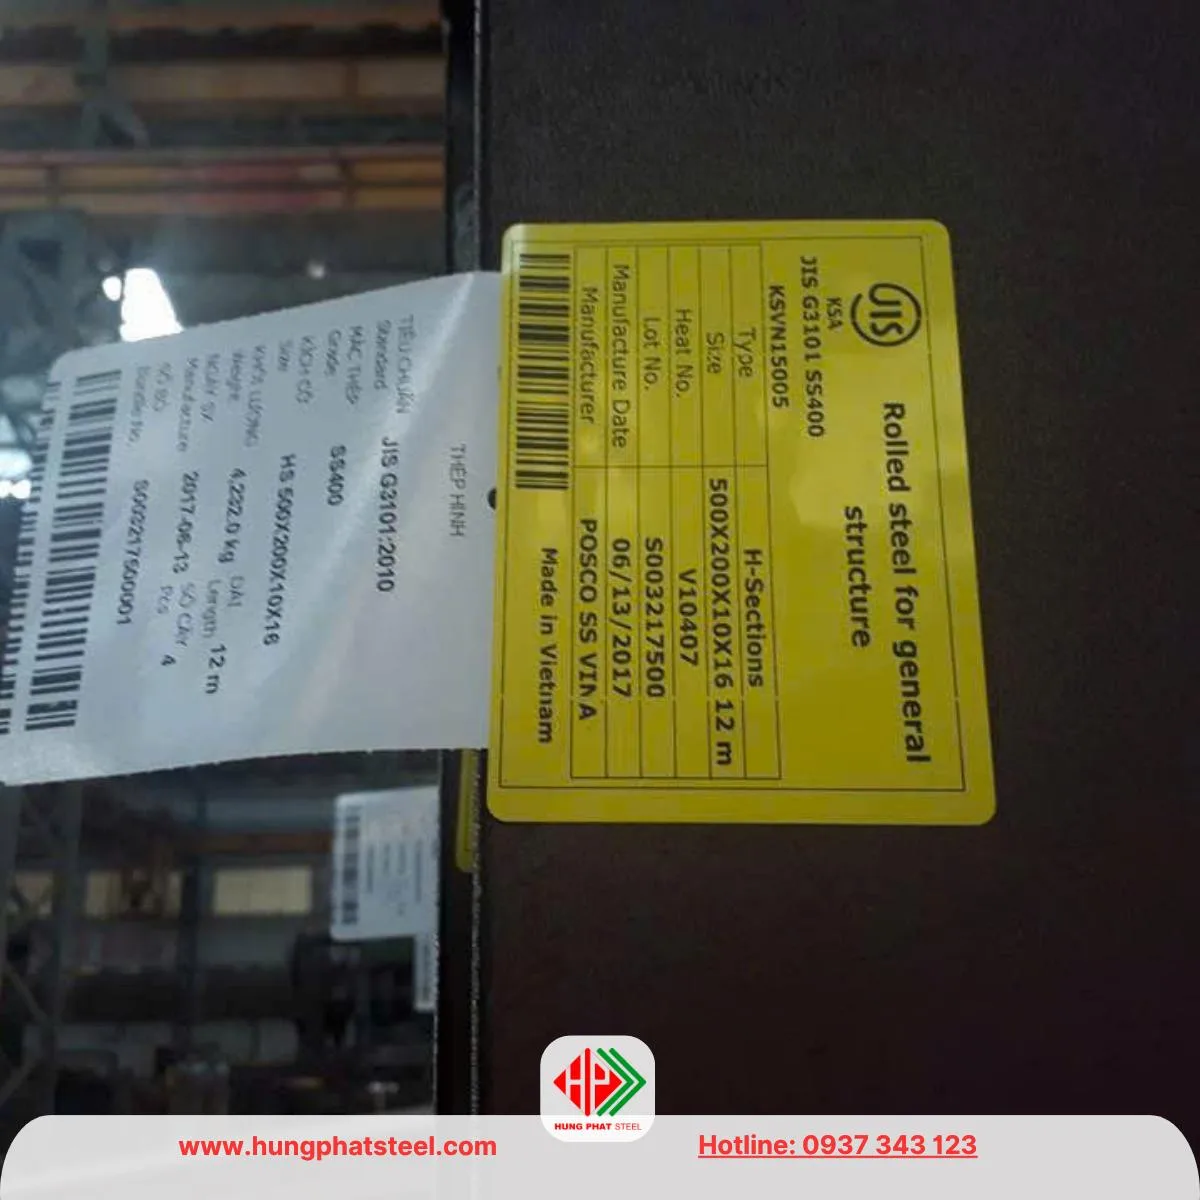 JIS
KSA
JIS G3101 SS400
KSVN15005
Rolled steel for general
structure
Type H-Sections
Size 500X200X10X16 12 m
Heat No. V10407
Lot No. S003217500
Manufacture Date 06/13/2017
Manufacturer POSCO SS VINA
Made in Vietnam
THÉP HÌNH
TIÊU CHUẨN
Standard JIS G3101:2010
MÁC THÉP
Grade SS400
KÍCH CỠ
Size HS 500X200X10X16
KHỐI LƯỢNG DÀI
Weight 4,232.0 kg Length 12 m
NGÀY SX SỐ CÂY
Manufacture 2017-06-13 Pcs 4
SỐ BÓ
Bundle No. S003217500001
HUNG PHAT STEEL
www.hungphatsteel.com
Hotline: 0937 343 123